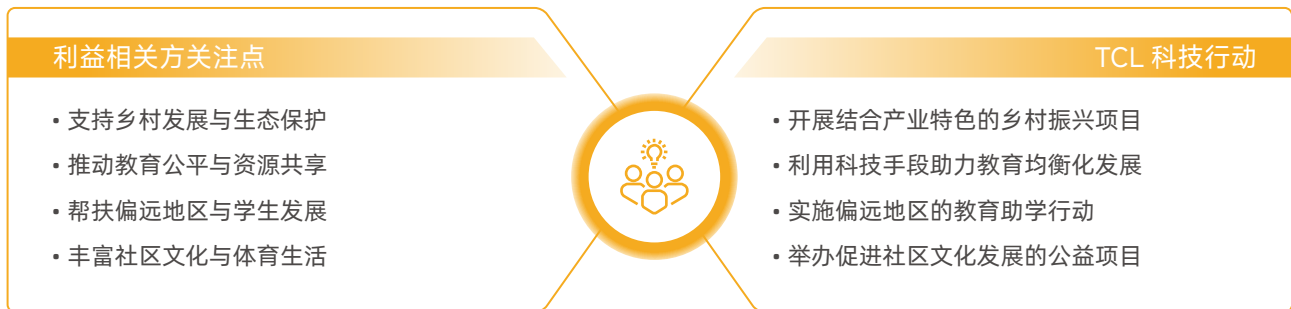 利益相关方关注点
▪ 支持乡村发展与生态保护
▪ 推动教育公平与资源共享
▪ 帮扶偏远地区与学生发展
▪ 丰富社区文化与体育生活
TCL 科技行动
▪ 开展结合产业特色的乡村振兴项目
▪ 利用科技手段助力教育均衡化发展
▪ 实施偏远地区的教育助学行动
▪ 举办促进社区文化发展的公益项目